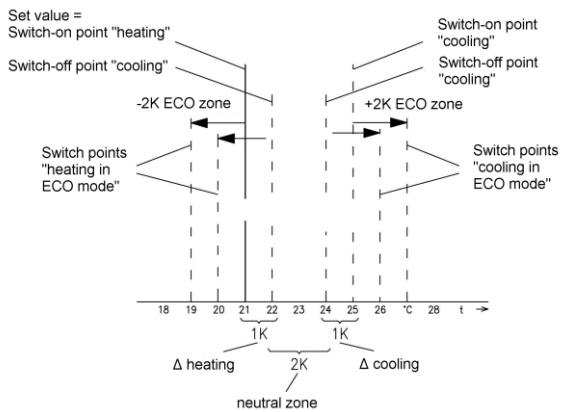 Set value =
Switch-on point "heating"
Switch-off point "cooling"
Switch-on point
"cooling"
Switch-off point
"cooling"
-2K ECO zone
+2K ECO zone
Switch points
"heating in
ECO mode"
Switch points
"cooling in
ECO mode"
18 19 20 21 22 23 24 25 26 °C 28 t
1K 1K
Δ heating 2K Δ cooling
neutral zone